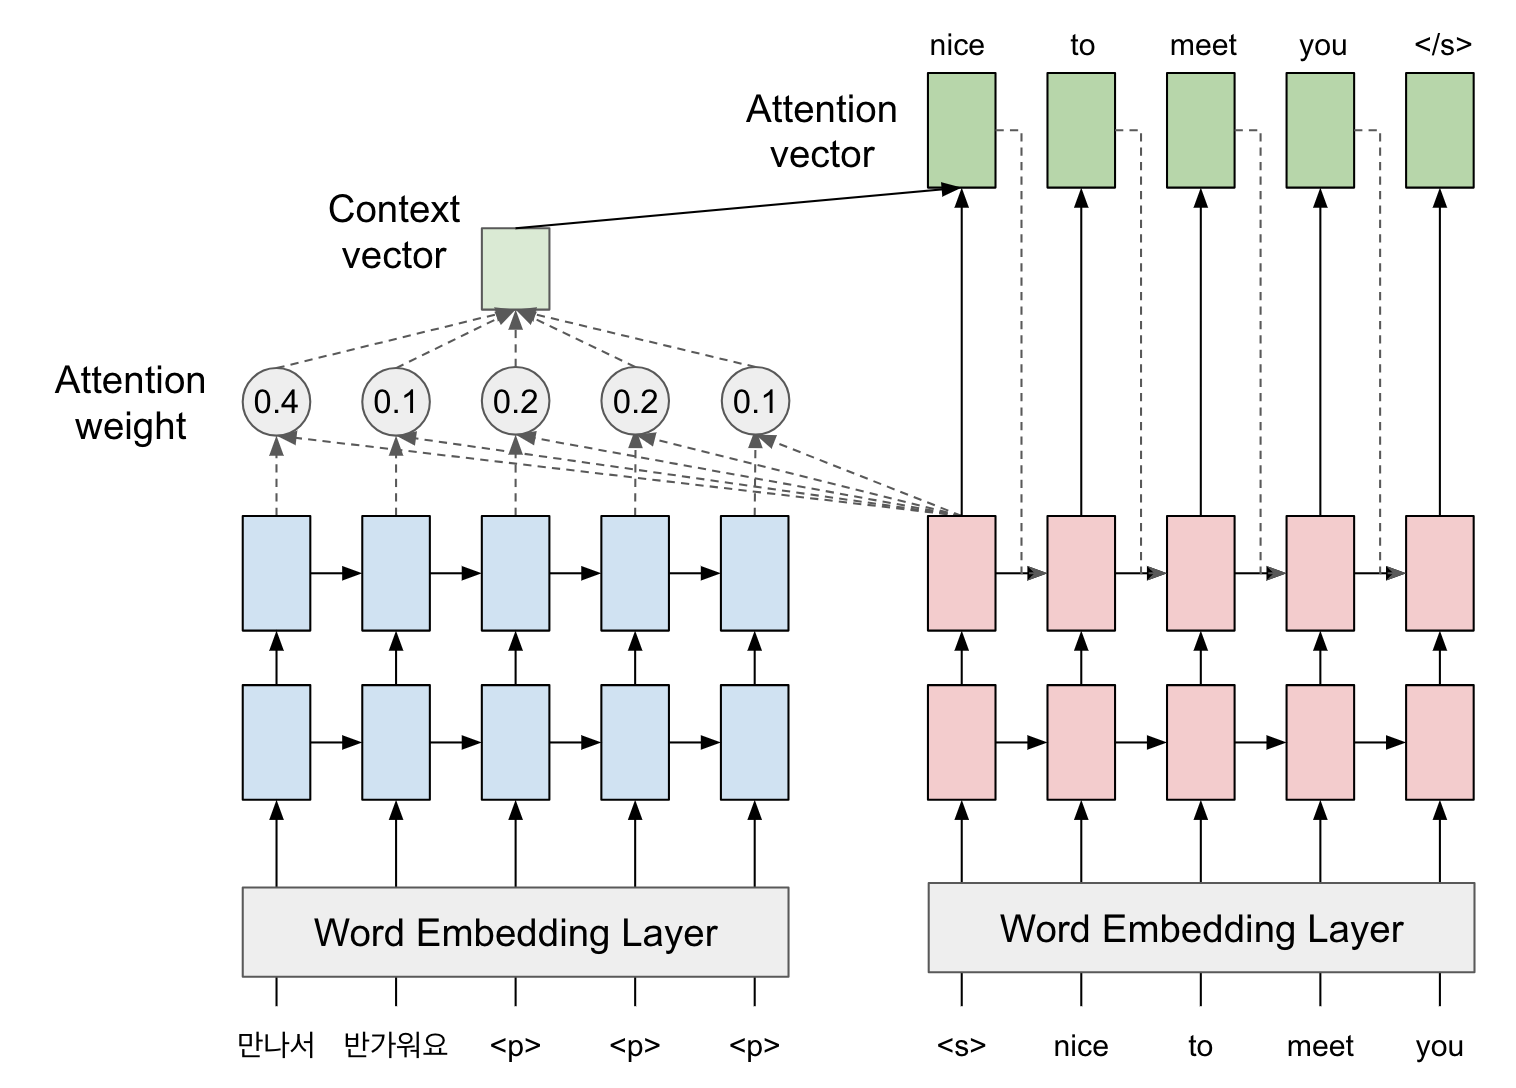 nice to meet you </s>
Attention
vector
Context
vector
Attention
weight
0.4 0.1 0.2 0.2 0.1
Word Embedding Layer
만나서 반가워요 <p> <p> <p>
Word Embedding Layer
<s> nice to meet you